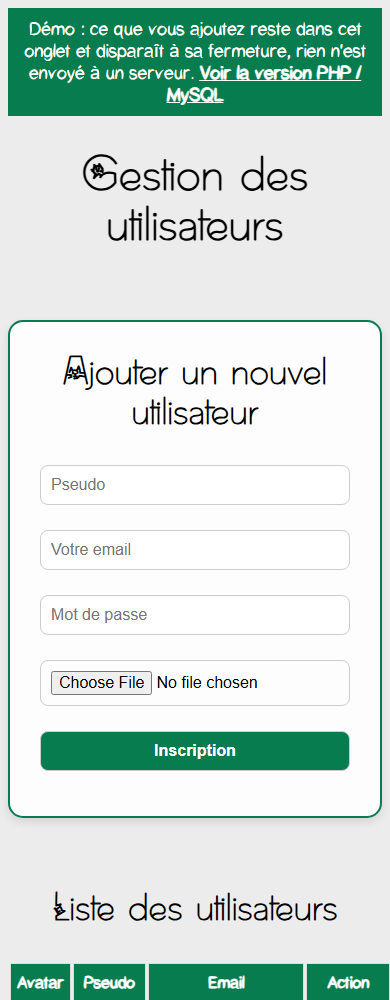 Démo : ce que vous ajoutez reste dans cet
onglet et disparaît à sa fermeture, rien n'est
envoyé à un serveur. Voir la version PHP /
MySQL
Gestion des
utilisateurs
Ajouter un nouvel
utilisateur
Pseudo
Votre email
Mot de passe
Choose File No file chosen
Inscription
Liste des utilisateurs
Avatar Pseudo Email Action